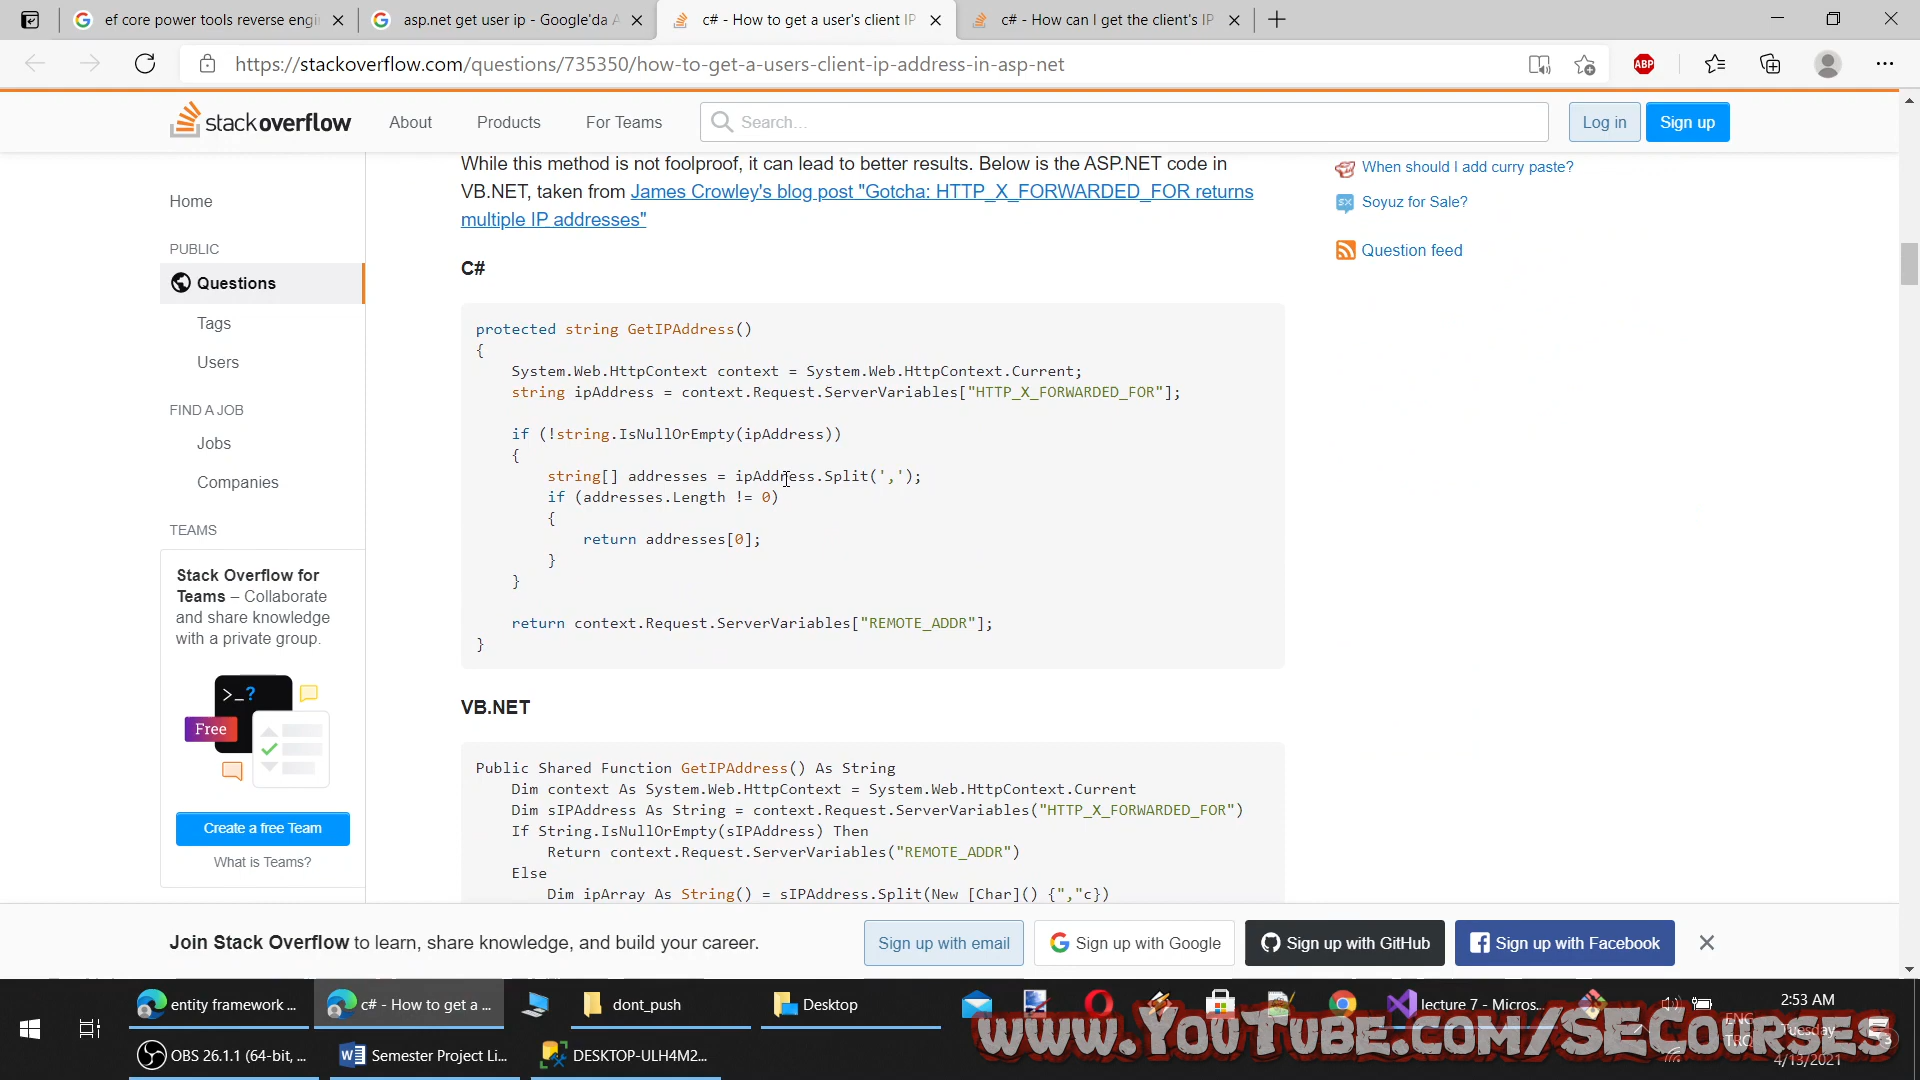 ef core power tools reverse engi
asp.net get user ip - Google'da A
c# - How to get a user's client IP
c# - How can I get the client's IP
https://stackoverflow.com/questions/735350/how-to-get-a-users-client-ip-address-in-asp-net
ABP
stackoverflow
About
Products
For Teams
Search...
Log in
Sign up
While this method is not foolproof, it can lead to better results. Below is the ASP.NET code in
VB.NET, taken from James Crowley's blog post "Gotcha: HTTP_X_FORWARDED_FOR returns
multiple IP addresses"
When should I add curry paste?
Soyuz for Sale?
Question feed
Home
PUBLIC
Questions
Tags
Users
FIND A JOB
Jobs
Companies
TEAMS
Stack Overflow for
Teams – Collaborate
and share knowledge
with a private group.
>_?
Free
Create a free Team
What is Teams?
C#
protected string GetIPAddress()
{
System.Web.HttpContext context = System.Web.HttpContext.Current;
string ipAddress = context.Request.ServerVariables["HTTP_X_FORWARDED_FOR"];
if (!string.IsNullOrEmpty(ipAddress))
{
string[] addresses = ipAddress.Split(',');
if (addresses.Length != 0)
{
return addresses[0];
}
}
return context.Request.ServerVariables["REMOTE_ADDR"];
}
VB.NET
Public Shared Function GetIPAddress() As String
Dim context As System.Web.HttpContext = System.Web.HttpContext.Current
Dim sIPAddress As String = context.Request.ServerVariables("HTTP_X_FORWARDED_FOR")
If String.IsNullOrEmpty(sIPAddress) Then
Return context.Request.ServerVariables("REMOTE_ADDR")
Else
Dim ipArray As String() = sIPAddress.Split(New [Char]() {","c})
Join Stack Overflow to learn, share knowledge, and build your career.
Sign up with email
Sign up with Google
Sign up with GitHub
Sign up with Facebook
entity framework ...
c# - How to get a ...
dont_push
Desktop
lecture 7 - Micros...
2:53 AM
ENG
Tuesday
TRQ
4/13/2021
OBS 26.1.1 (64-bit, ...
Semester Project Li...
DESKTOP-ULH4M2...
www.YouTube.com/SECourses